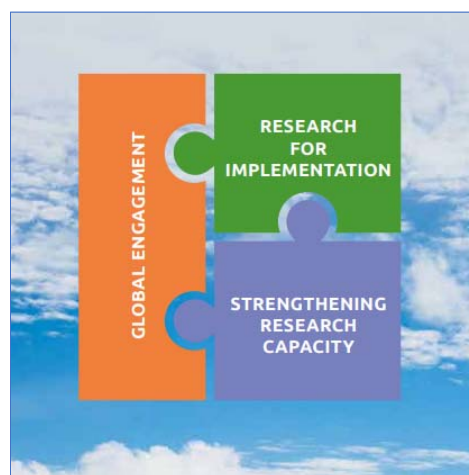 GLOBAL ENGAGEMENT
RESEARCH
FOR
IMPLEMENTATION
STRENGTHENING
RESEARCH
CAPACITY